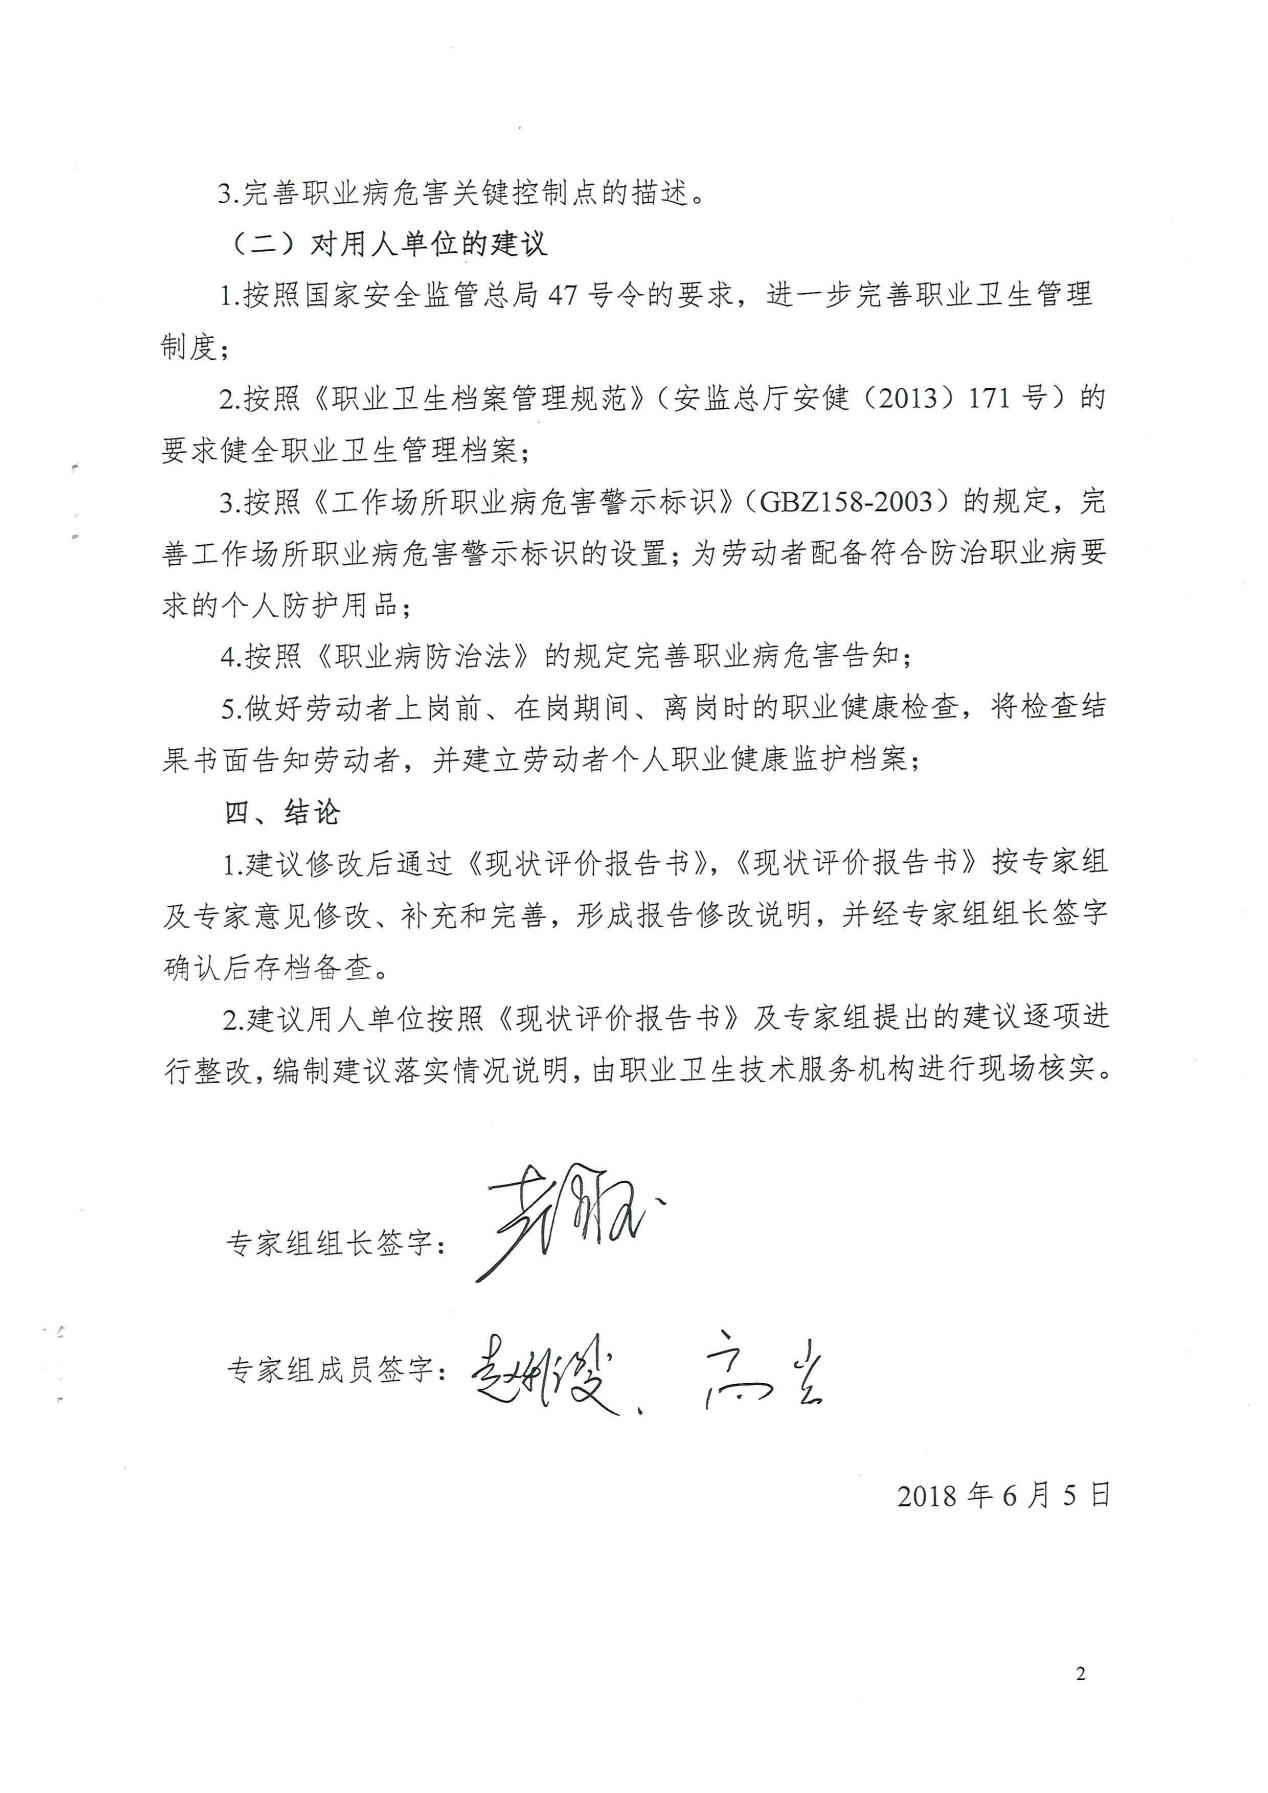 3.完善职业病危害关键控制点的描述。
（二）对用人单位的建议
1.按照国家安全监管总局 47 号令的要求，进一步完善职业卫生管理
制度；
2.按照《职业卫生档案管理规范》（安监总厅安健（2013）171 号）的
要求健全职业卫生管理档案；
3.按照《工作场所职业病危害警示标识》（GBZ158-2003）的规定，完
善工作场所职业病危害警示标识的设置；为劳动者配备符合防治职业病要
求的个人防护用品；
4.按照《职业病防治法》的规定完善职业病危害告知；
5.做好劳动者上岗前、在岗期间、离岗时的职业健康检查，将检查结
果书面告知劳动者，并建立劳动者个人职业健康监护档案；
四、结论
1.建议修改后通过《现状评价报告书》，《现状评价报告书》按专家组
及专家意见修改、补充和完善，形成报告修改说明，并经专家组组长签字
确认后存档备查。
2.建议用人单位按照《现状评价报告书》及专家组提出的建议逐项进
行整改，编制建议落实情况说明，由职业卫生技术服务机构进行现场核实。
专家组组长签字：
专家组成员签字：
2018 年 6 月 5 日
2